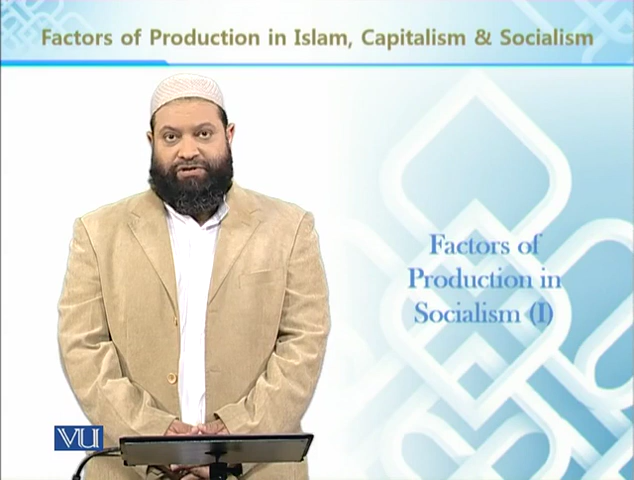 Factors of Production in Islam, Capitalism & Socialism
Factors of
Production in
Socialism (I)
VU